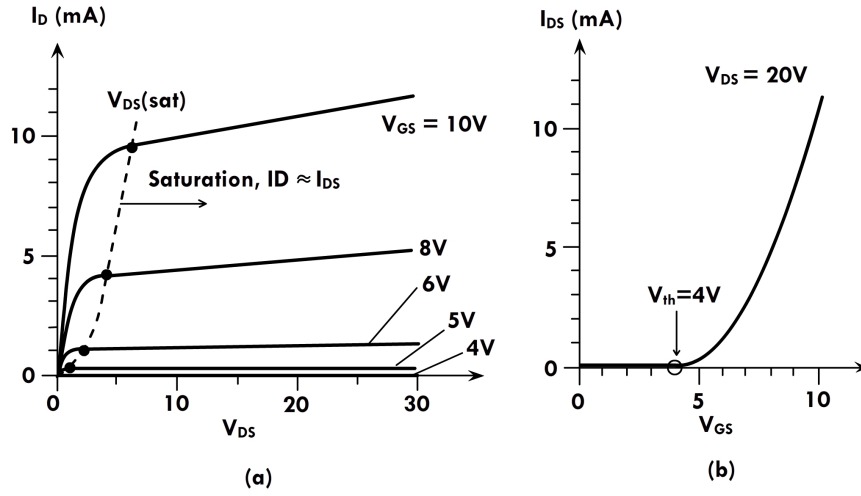 I_D (mA)
V_DS(sat)
10
V_GS = 10V
Saturation, ID ≈ I_DS
5
8V
6V
5V
4V
0
0 10 20 30
V_DS
(a)
I_DS (mA)
V_DS = 20V
10
5
V_th=4V
0
0 5 10
V_GS
(b)